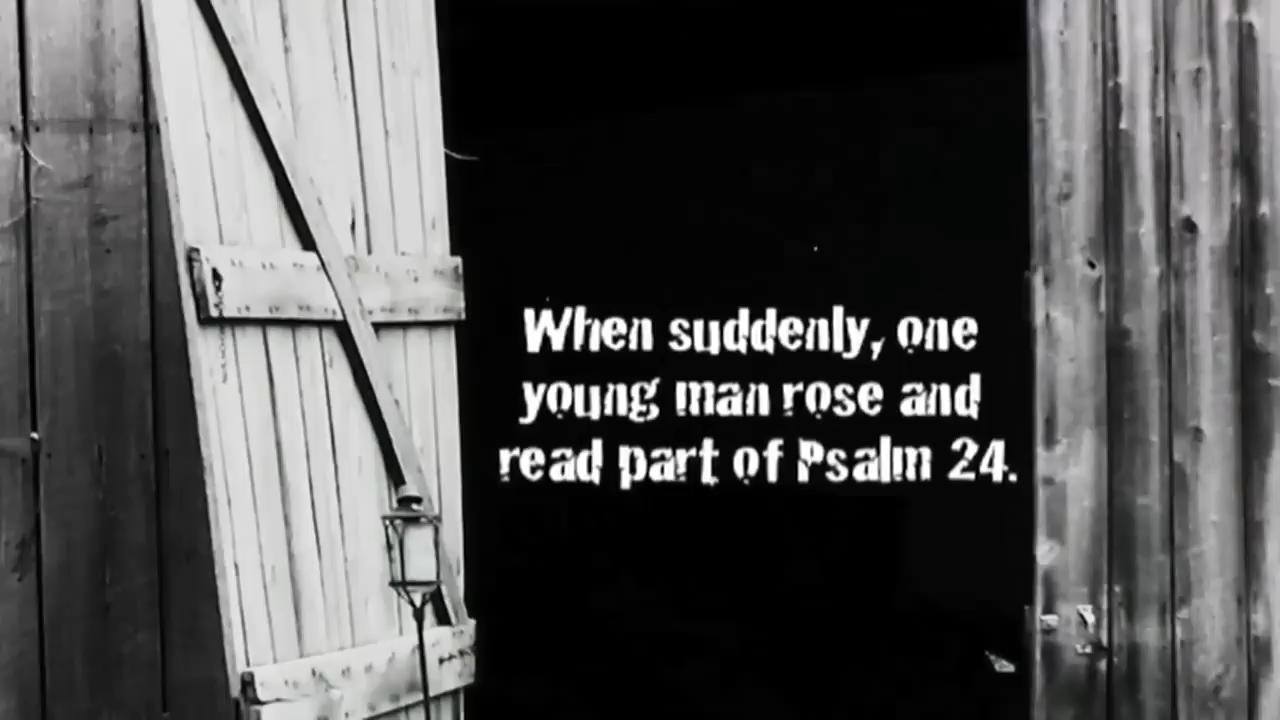 When suddenly, one
young man rose and
read part of Psalm 24.